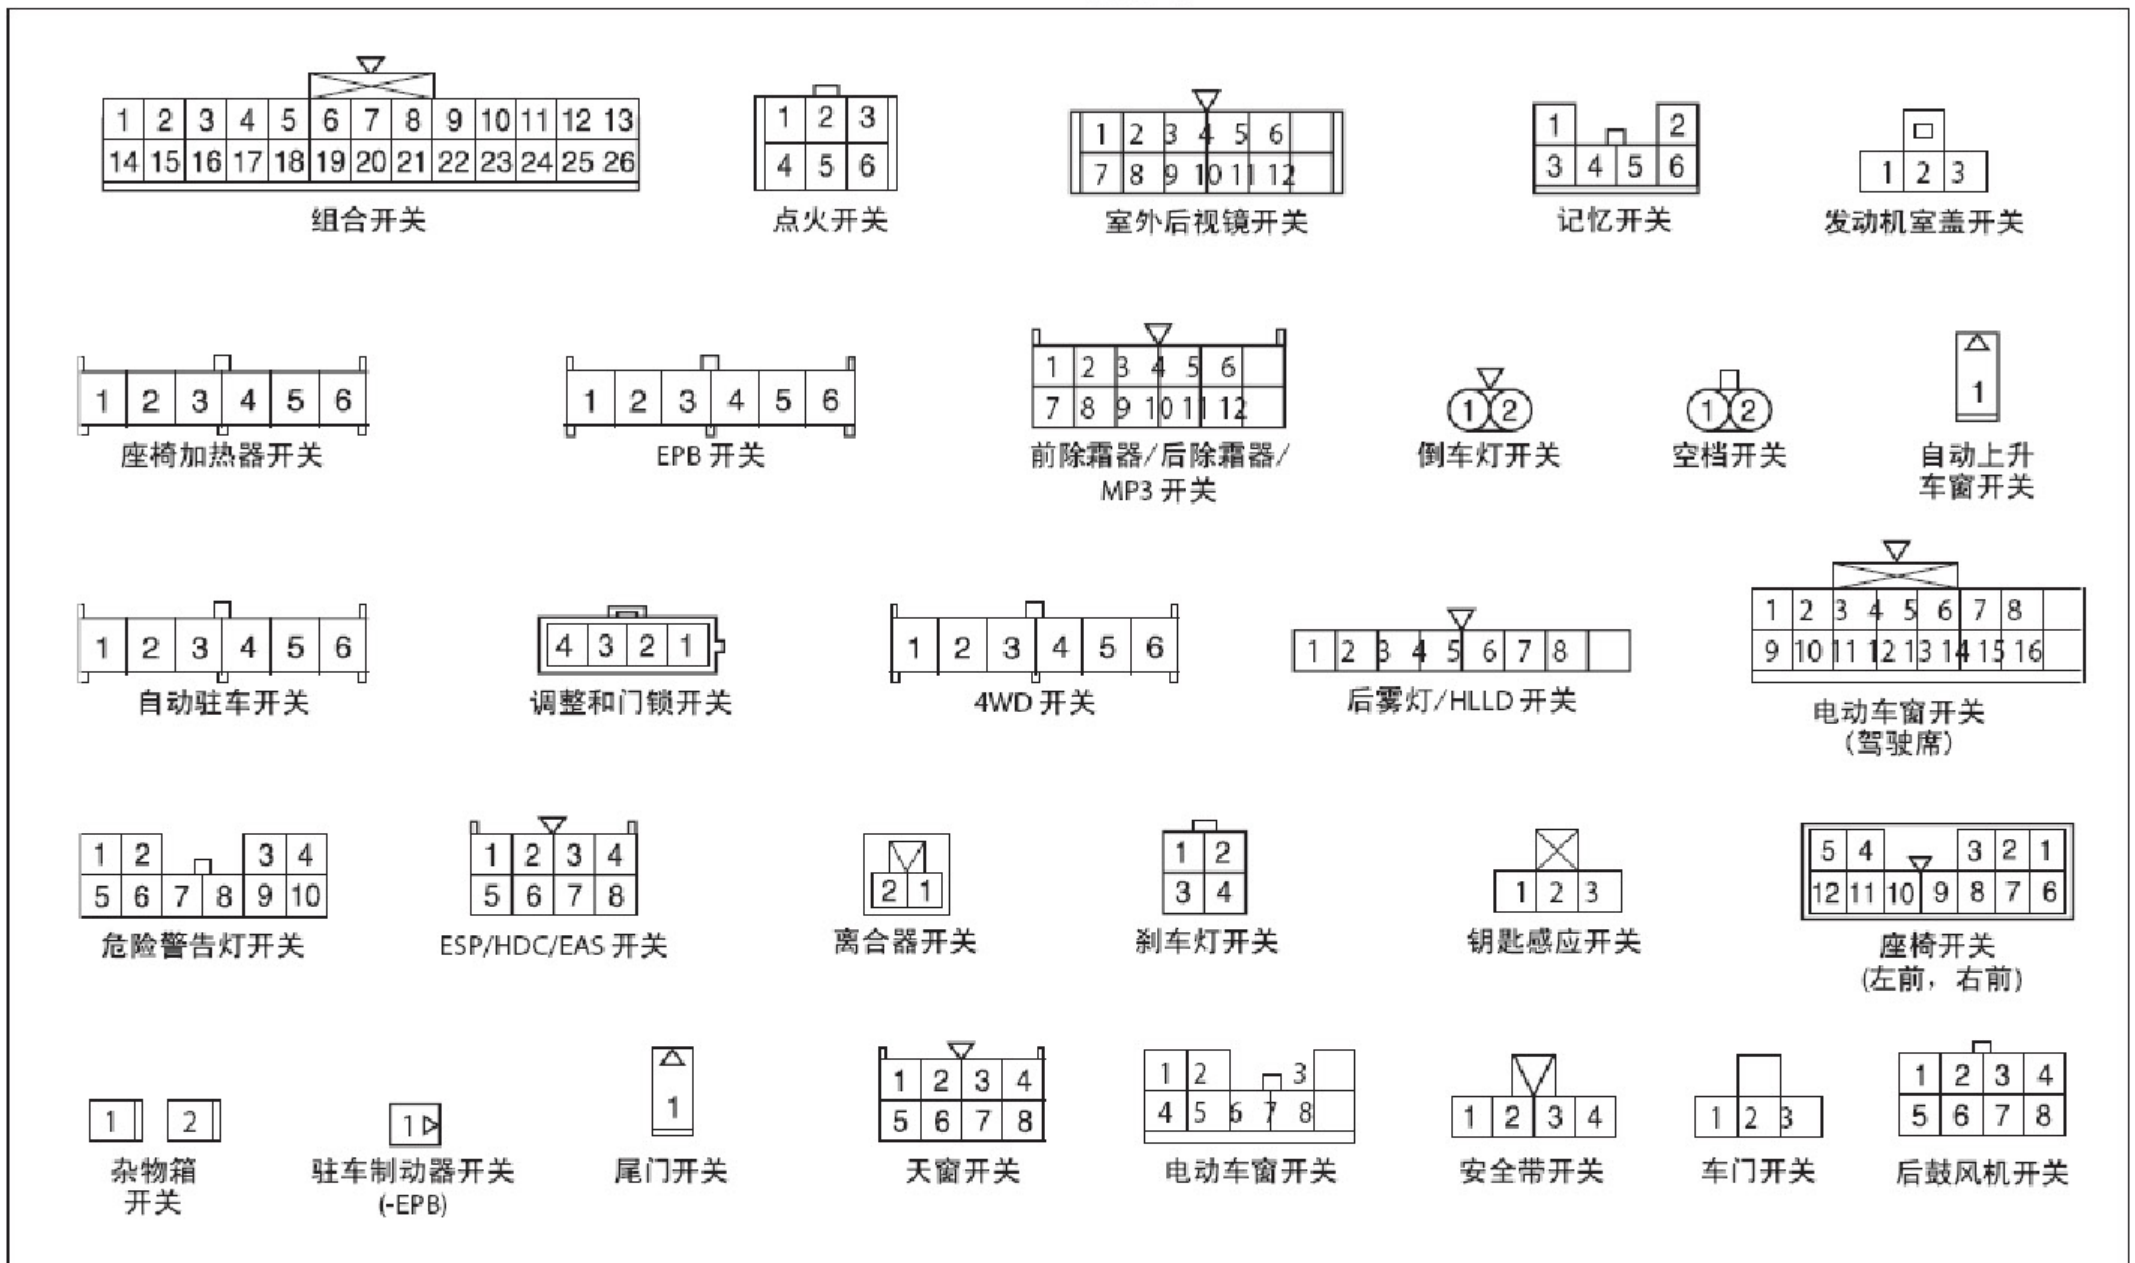 1 2 3 4 5 6 7 8 9 10 11 12 13
14 15 16 17 18 19 20 21 22 23 24 25 26
组合开关
1 2 3
4 5 6
点火开关
1 2 3 4 5 6
7 8 9 10 11 12
室外后视镜开关
1 2
3 4 5 6
记忆开关
1 2 3
发动机室盖开关
1 2 3 4 5 6
座椅加热器开关
1 2 3 4 5 6
EPB 开关
1 2 3 4 5 6
7 8 9 10 11 12
前除霜器/后除霜器/
MP3 开关
1 2
倒车灯开关
1 2
空档开关
1
自动上升
车窗开关
1 2 3 4 5 6
自动驻车开关
4 3 2 1
调整和门锁开关
1 2 3 4 5 6
4WD 开关
1 2 3 4 5 6 7 8
后雾灯/HLLD 开关
1 2 3 4 5 6 7 8
9 10 11 12 13 14 15 16
电动车窗开关
(驾驶席)
1 2 3 4
5 6 7 8 9 10
危险警告灯开关
1 2 3 4
5 6 7 8
ESP/HDC/EAS 开关
2 1
离合器开关
1 2
3 4
刹车灯开关
1 2 3
钥匙感应开关
5 4 3 2 1
12 11 10 9 8 7 6
座椅开关
(左前，右前)
1 2
杂物箱
开关
1
驻车制动器开关
(-EPB)
1
尾门开关
1 2 3 4
5 6 7 8
天窗开关
1 2 3
4 5 6 7 8
电动车窗开关
1 2 3 4
安全带开关
1 2 3
车门开关
1 2 3 4
5 6 7 8
后鼓风机开关